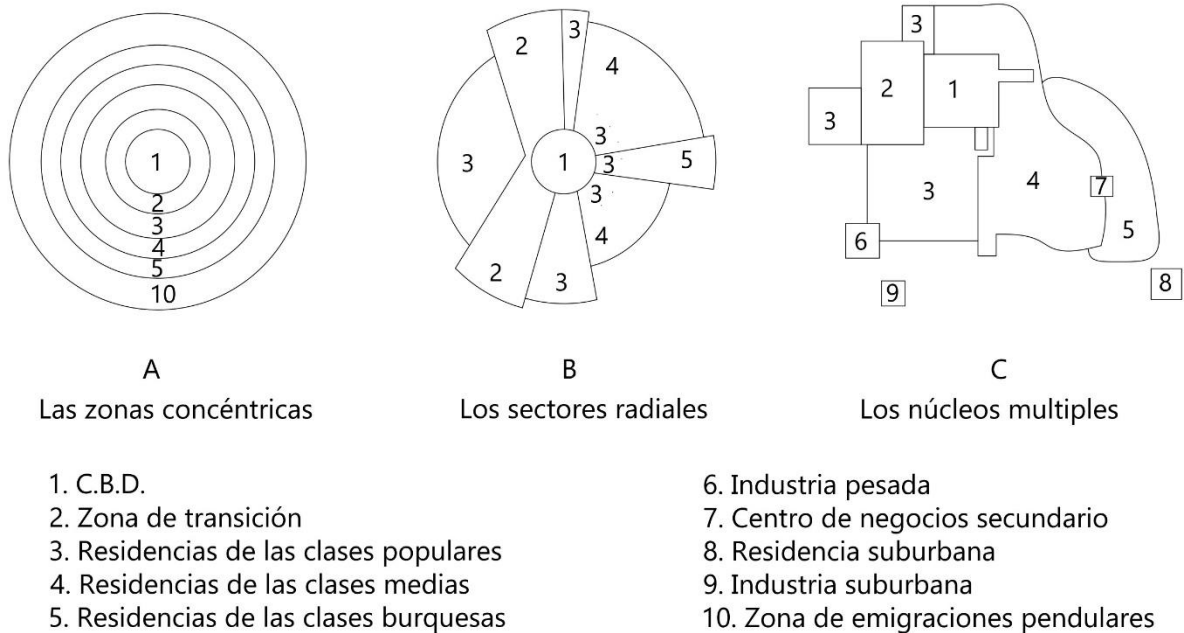 1
2
3
4
5
10
2
3
4
3
3
5
3
1
3
4
2
3
3
2
1
3
3
4
7
5
6
9
8
A
B
C
Las zonas concéntricas
Los sectores radiales
Los núcleos multiples
1. C.B.D.
2. Zona de transición
3. Residencias de las clases populares
4. Residencias de las clases medias
5. Residencias de las clases burquesas
6. Industria pesada
7. Centro de negocios secundario
8. Residencia suburbana
9. Industria suburbana
10. Zona de emigraciones pendulares